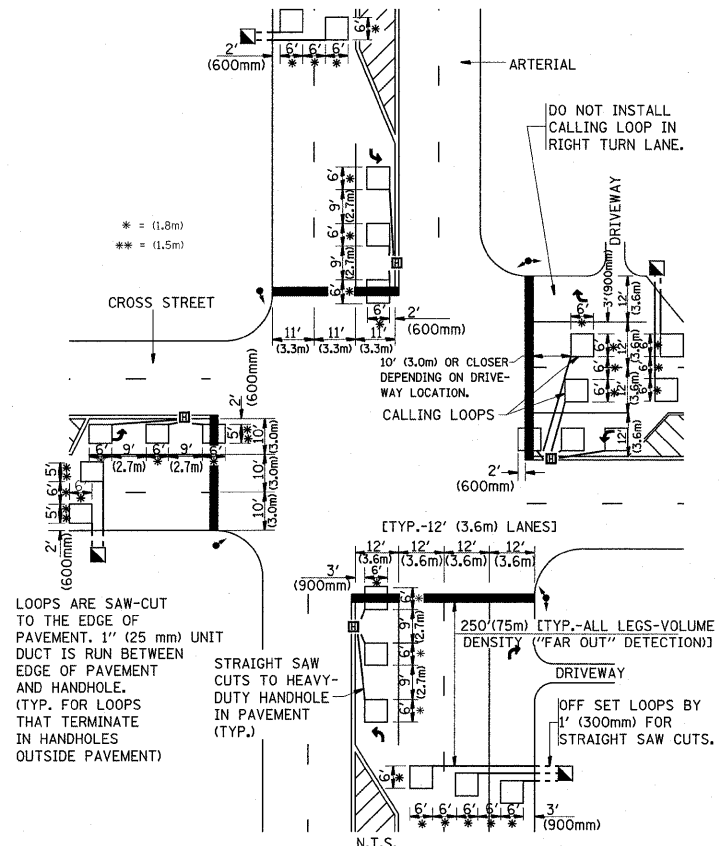 6' 6' 6'
* * *
6' *
2'
(600mm)
ARTERIAL
DO NOT INSTALL
CALLING LOOP IN
RIGHT TURN LANE.
* = (1.8m)
** = (1.5m)
6' *
9' (2.7m)
6' *
9' (2.7m)
6' *
H
6'
*
2'
(600mm)
11' 11' 11'
(3.3m) (3.3m) (3.3m)
CROSS STREET
DRIVEWAY
3' (900mm)
12'
(3.6m)
6'
*
12'
(3.6m)
12'
(3.6m)
12'
(3.6m)
6' *
6' *
6' *
10' (3.0m) OR CLOSER
DEPENDING ON DRIVE-
WAY LOCATION.
CALLING LOOPS
H
2'
(600mm)
2'
(600mm)
H
5' **
10'
(3.0m)
10'
(3.0m)
10'
(3.0m)
6' 9' 6' 9' 6'
(2.7m) (2.7m)
5' **
6' *
5' **
6'
*
2'
(600mm)
[TYP.-12' (3.6m) LANES]
12' 12' 12' 12'
(3.6m) (3.6m) (3.6m) (3.6m)
3'
(900mm)
6'
*
H
6' *
9' (2.7m)
6' *
9' (2.7m)
6' *
250'(75m) [TYP.-ALL LEGS-VOLUME
DENSITY ("FAR OUT" DETECTION)]
DRIVEWAY
LOOPS ARE SAW-CUT
TO THE EDGE OF
PAVEMENT. 1" (25 mm) UNIT
DUCT IS RUN BETWEEN
EDGE OF PAVEMENT
AND HANDHOLE.
(TYP. FOR LOOPS
THAT TERMINATE
IN HANDHOLES
OUTSIDE PAVEMENT)
STRAIGHT SAW
CUTS TO HEAVY-
DUTY HANDHOLE
IN PAVEMENT
(TYP.)
OFF SET LOOPS BY
1' (300mm) FOR
STRAIGHT SAW CUTS.
6' *
6' 6' 6' 6' 6'
* * * * *
3'
(900mm)
N.T.S.